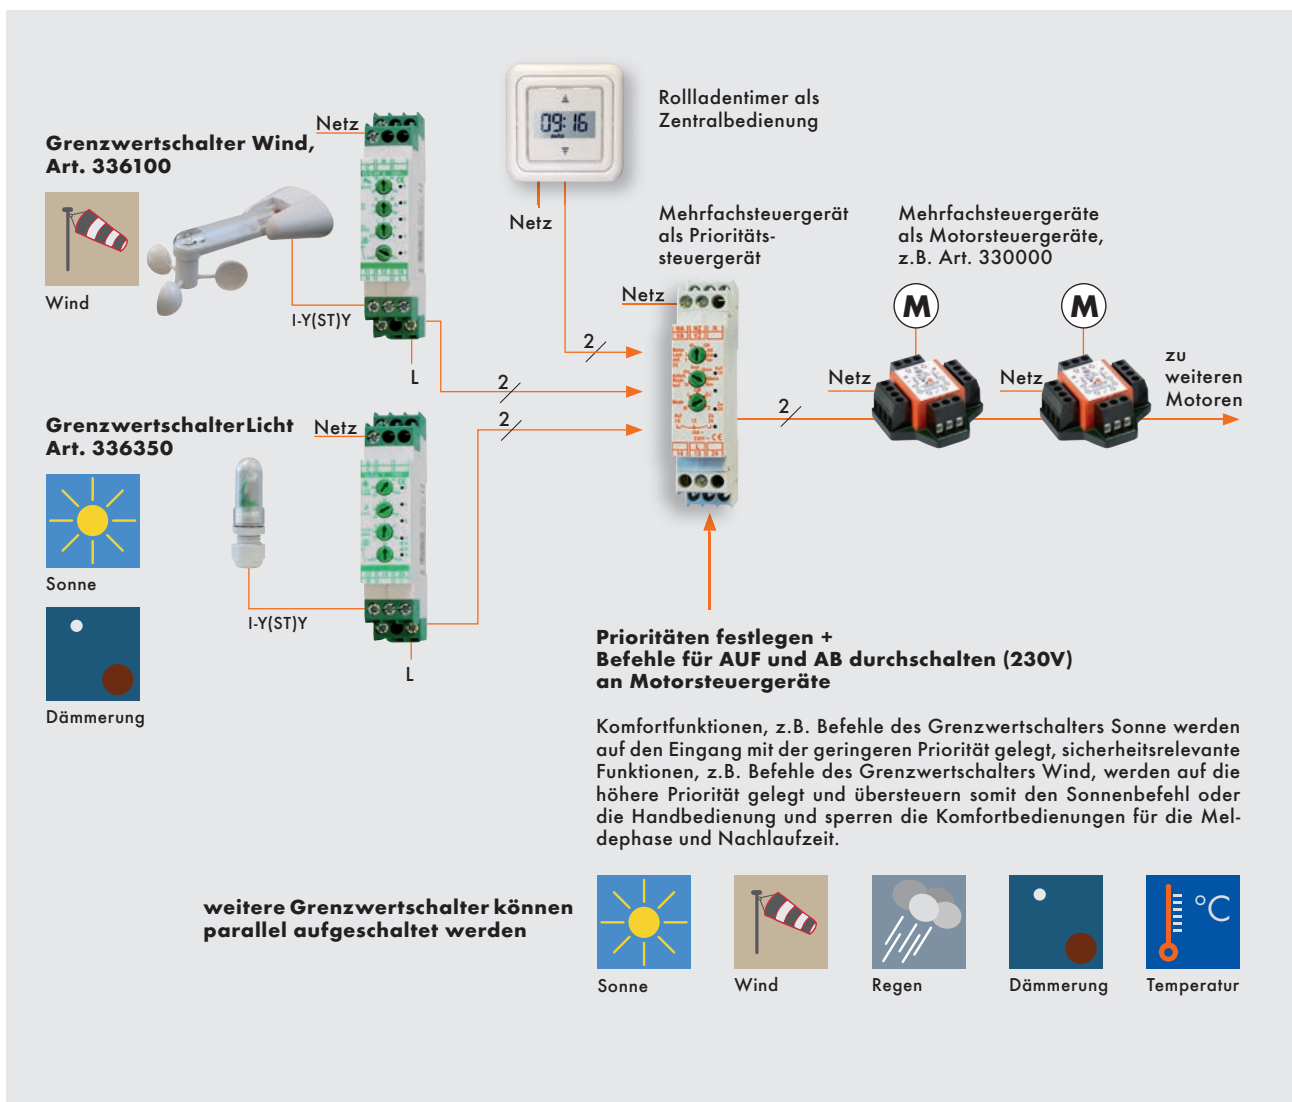 Rollladentimer als
Zentralbedienung
Netz
Grenzwertschalter Wind,
Art. 336100
09:16
Netz
Mehrfachsteuergerät
als Prioritäts-
steuergerät
Mehrfachsteuergeräte
als Motorsteuergeräte,
z.B. Art. 330000
Wind
I-Y(ST)Y
L
Netz
M
M
2
2
2
2
Netz
Netz
zu
weiteren
Motoren
Grenzwertschalter Licht
Art. 336350
Netz
Sonne
I-Y(ST)Y
L
Dämmerung
Prioritäten festlegen +
Befehle für AUF und AB durchschalten (230V)
an Motorsteuergeräte
Komfortfunktionen, z.B. Befehle des Grenzwertschalters Sonne werden
auf den Eingang mit der geringeren Priorität gelegt, sicherheitsrelevante
Funktionen, z.B. Befehle des Grenzwertschalters Wind, werden auf die
höhere Priorität gelegt und übersteuern somit den Sonnenbefehl oder
die Handbedienung und sperren die Komfortbedienungen für die Mel-
dephase und Nachlaufzeit.
weitere Grenzwertschalter können
parallel aufgeschaltet werden
°C
Sonne
Wind
Regen
Dämmerung
Temperatur